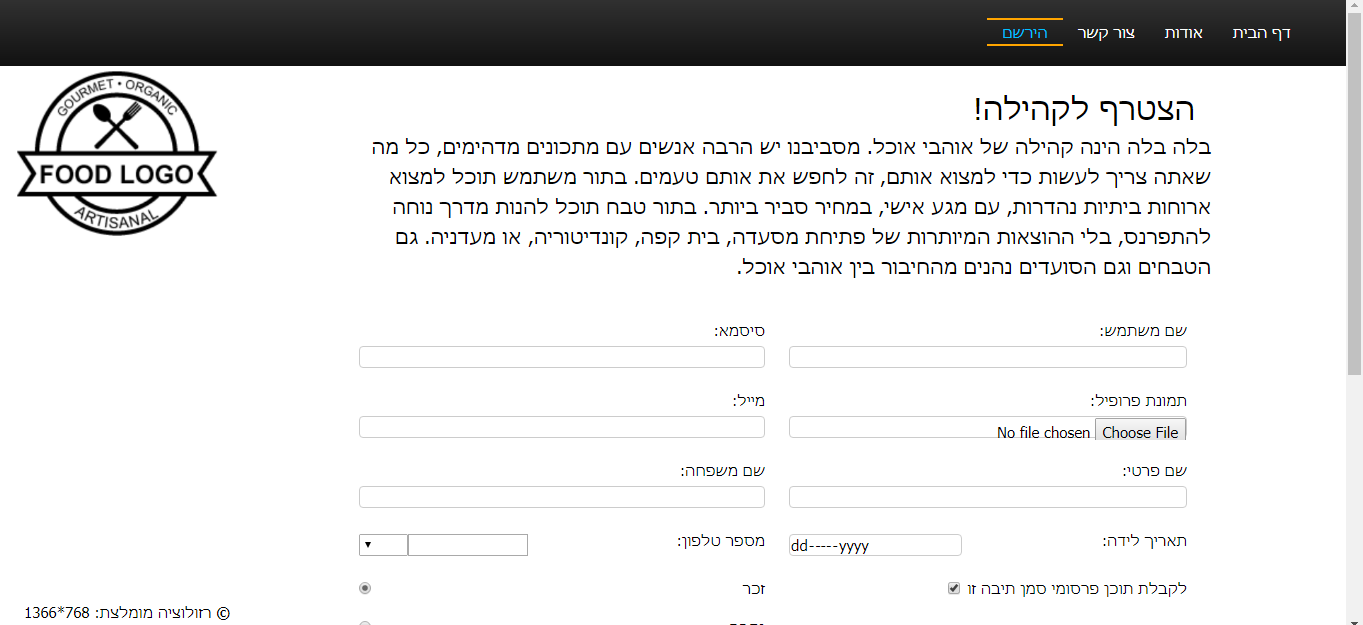 דף הבית
אודות
צור קשר
הירשם
GOURMET • ORGANIC
FOOD LOGO
ARTISANAL
הצטרף לקהילה!
בלה בלה הינה קהילה של אוהבי אוכל. מסביבנו יש הרבה אנשים עם מתכונים מדהימים, כל מה
שאתה צריך לעשות כדי למצוא אותם, זה לחפש את אותם טעמים. בתור משתמש תוכל למצוא
ארוחות ביתיות נהדרות, עם מגע אישי, במחיר סביר ביותר. בתור טבח תוכל להנות מדרך נוחה
להתפרנס, בלי ההוצאות המיותרות של פתיחת מסעדה, בית קפה, קונדיטוריה, או מעדניה. גם
הטבחים וגם הסועדים נהנים מהחיבור בין אוהבי אוכל.
שם משתמש:
סיסמא:
תמונת פרופיל:
מייל:
Choose File No file chosen
שם פרטי:
שם משפחה:
תאריך לידה:
dd-----yyyy
מספר טלפון:
לקבלת תוכן פרסומי סמן תיבה זו
זכר
© רזולוציה מומלצת: 768*1366